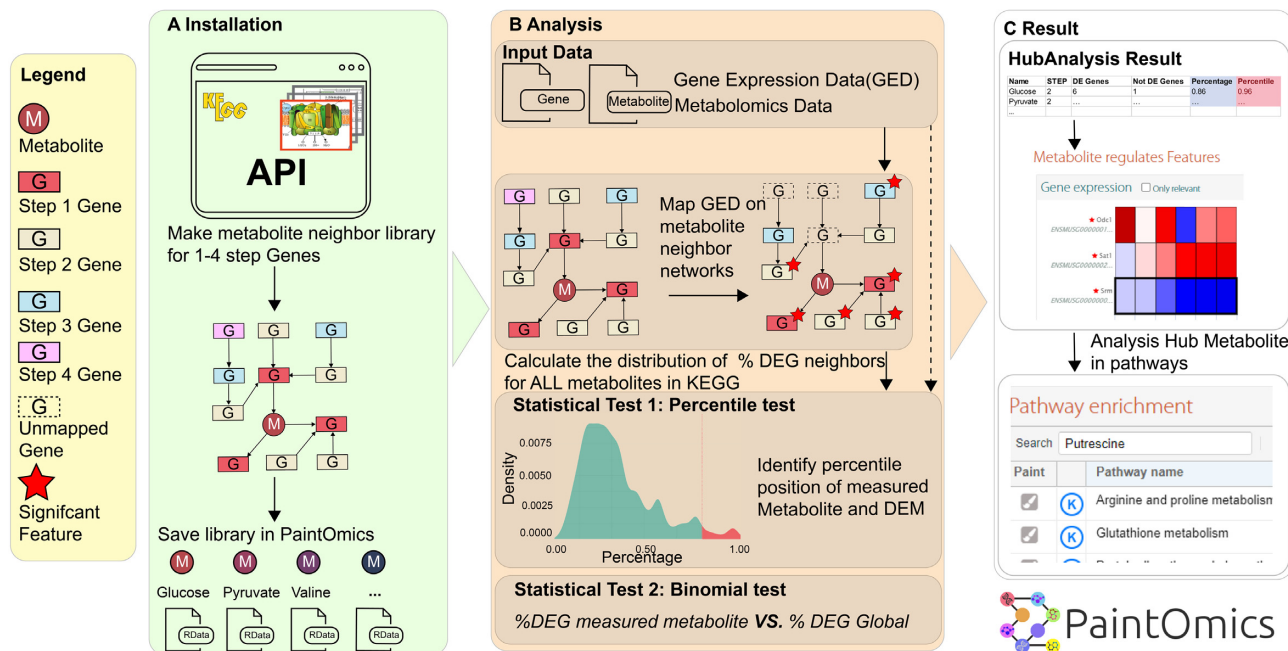 Legend
M
Metabolite
G
Step 1 Gene
G
Step 2 Gene
G
Step 3 Gene
G
Step 4 Gene
G
Unmapped
Gene
Signifcant
Feature
A Installation
KEGG
API
Make metabolite neighbor library
for 1-4 step Genes
G G G
G G G
G
M G
G G G
Save library in PaintOmics
M M M M
Glucose Pyruvate Valine ...
RData RData RData RData
B Analysis
Input Data
Gene Metabolite
Gene Expression Data(GED)
Metabolomics Data
G G G
G G G
G
M G
G G G
Map GED on
metabolite
neighbor
networks
G G G
G G G
G
M G
G G G
Calculate the distribution of % DEG neighbors
for ALL metabolites in KEGG
Statistical Test 1: Percentile test
Density
0.0075
0.0050
0.0025
0.0000
0.00 0.50 1.00
Percentage
Identify percentile
position of measured
Metabolite and DEM
Statistical Test 2: Binomial test
%DEG measured metabolite VS. % DEG Global
C Result
HubAnalysis Result
Name STEP DE Genes Not DE Genes Percentage Percentile
Glucose 2 6 1 0.86 0.96
Pyruvate 2 ... ... ... ...
...
Metabolite regulates Features
Gene expression Only relevant
Odc1
ENSMUSG0000001...
Sat1
ENSMUSG0000002...
Srm
ENSMUSG0000000...
Analysis Hub Metabolite
in pathways
Pathway enrichment
Search Putrescine
Paint Pathway name
K Arginine and proline metabolism
K Glutathione metabolism
PaintOmics